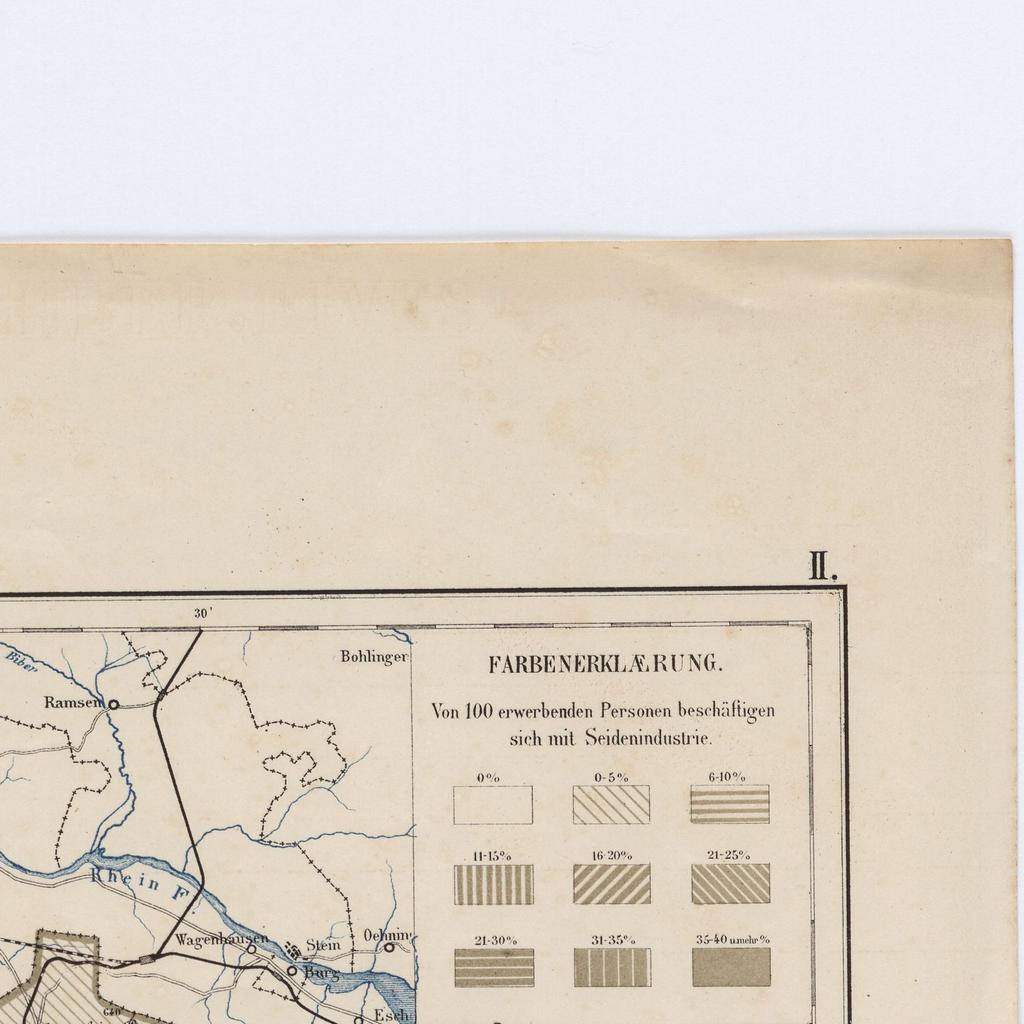 II.
30'
Biber
Bohlinger
Ramsen
Rhein F
Wagenhausen
Stein
Oehnin
Burg
Esch
640
FARBENERKLÆRUNG.
Von 100 erwerbenden Personen beschäftigen
sich mit Seidenindustrie.
0% 0-5% 6-10%
11-15% 16-20% 21-25%
21-30% 31-35% 35-40 u.mehr %